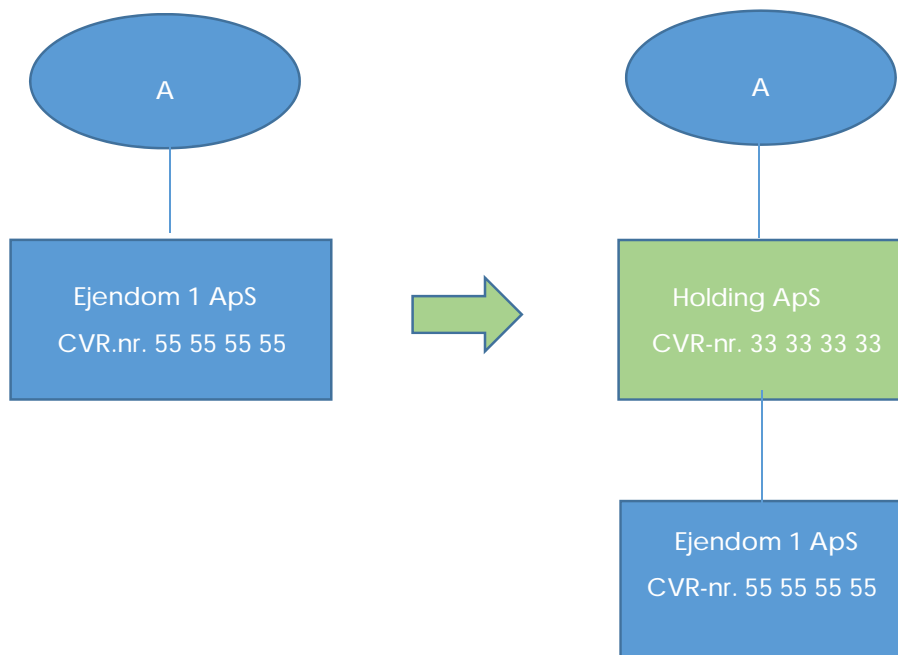 A
Ejendom 1 ApS
CVR.nr. 55 55 55 55
A
Holding ApS
CVR-nr. 33 33 33 33
Ejendom 1 ApS
CVR-nr. 55 55 55 55